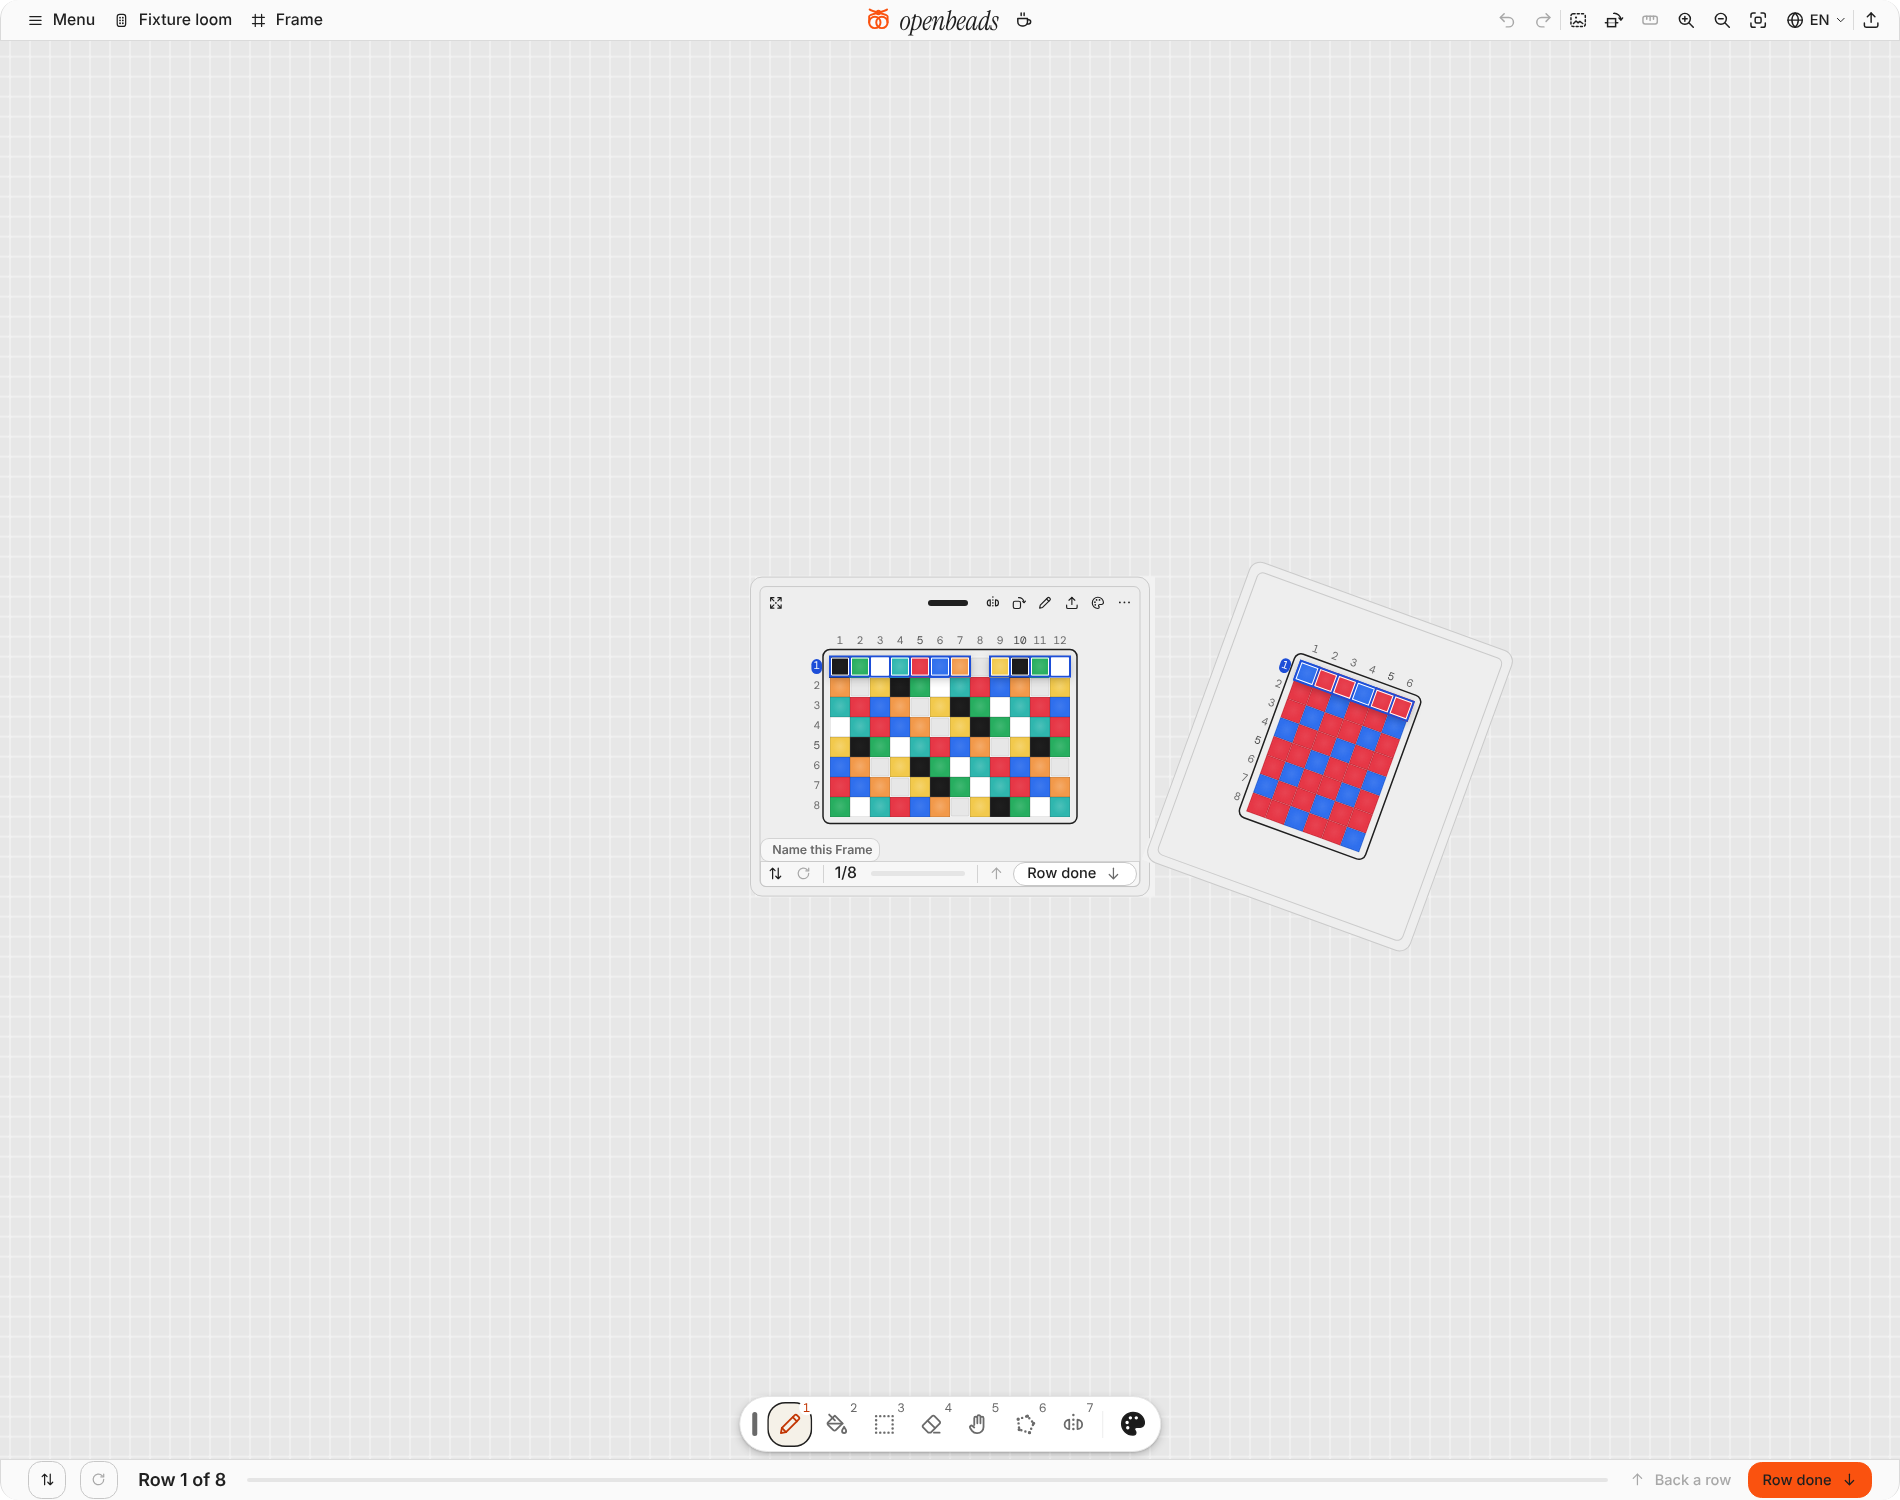 Menu
Fixture loom
Frame
openbeads
EN
1 2 3 4 5 6 7 8 9 10 11 12
1
2
3
4
5
6
7
8
Name this Frame
1/8
Row done
1 2 3 4 5 6
1
2
3
4
5
6
7
8
1 2 3 4 5 6 7
Row 1 of 8
Back a row
Row done